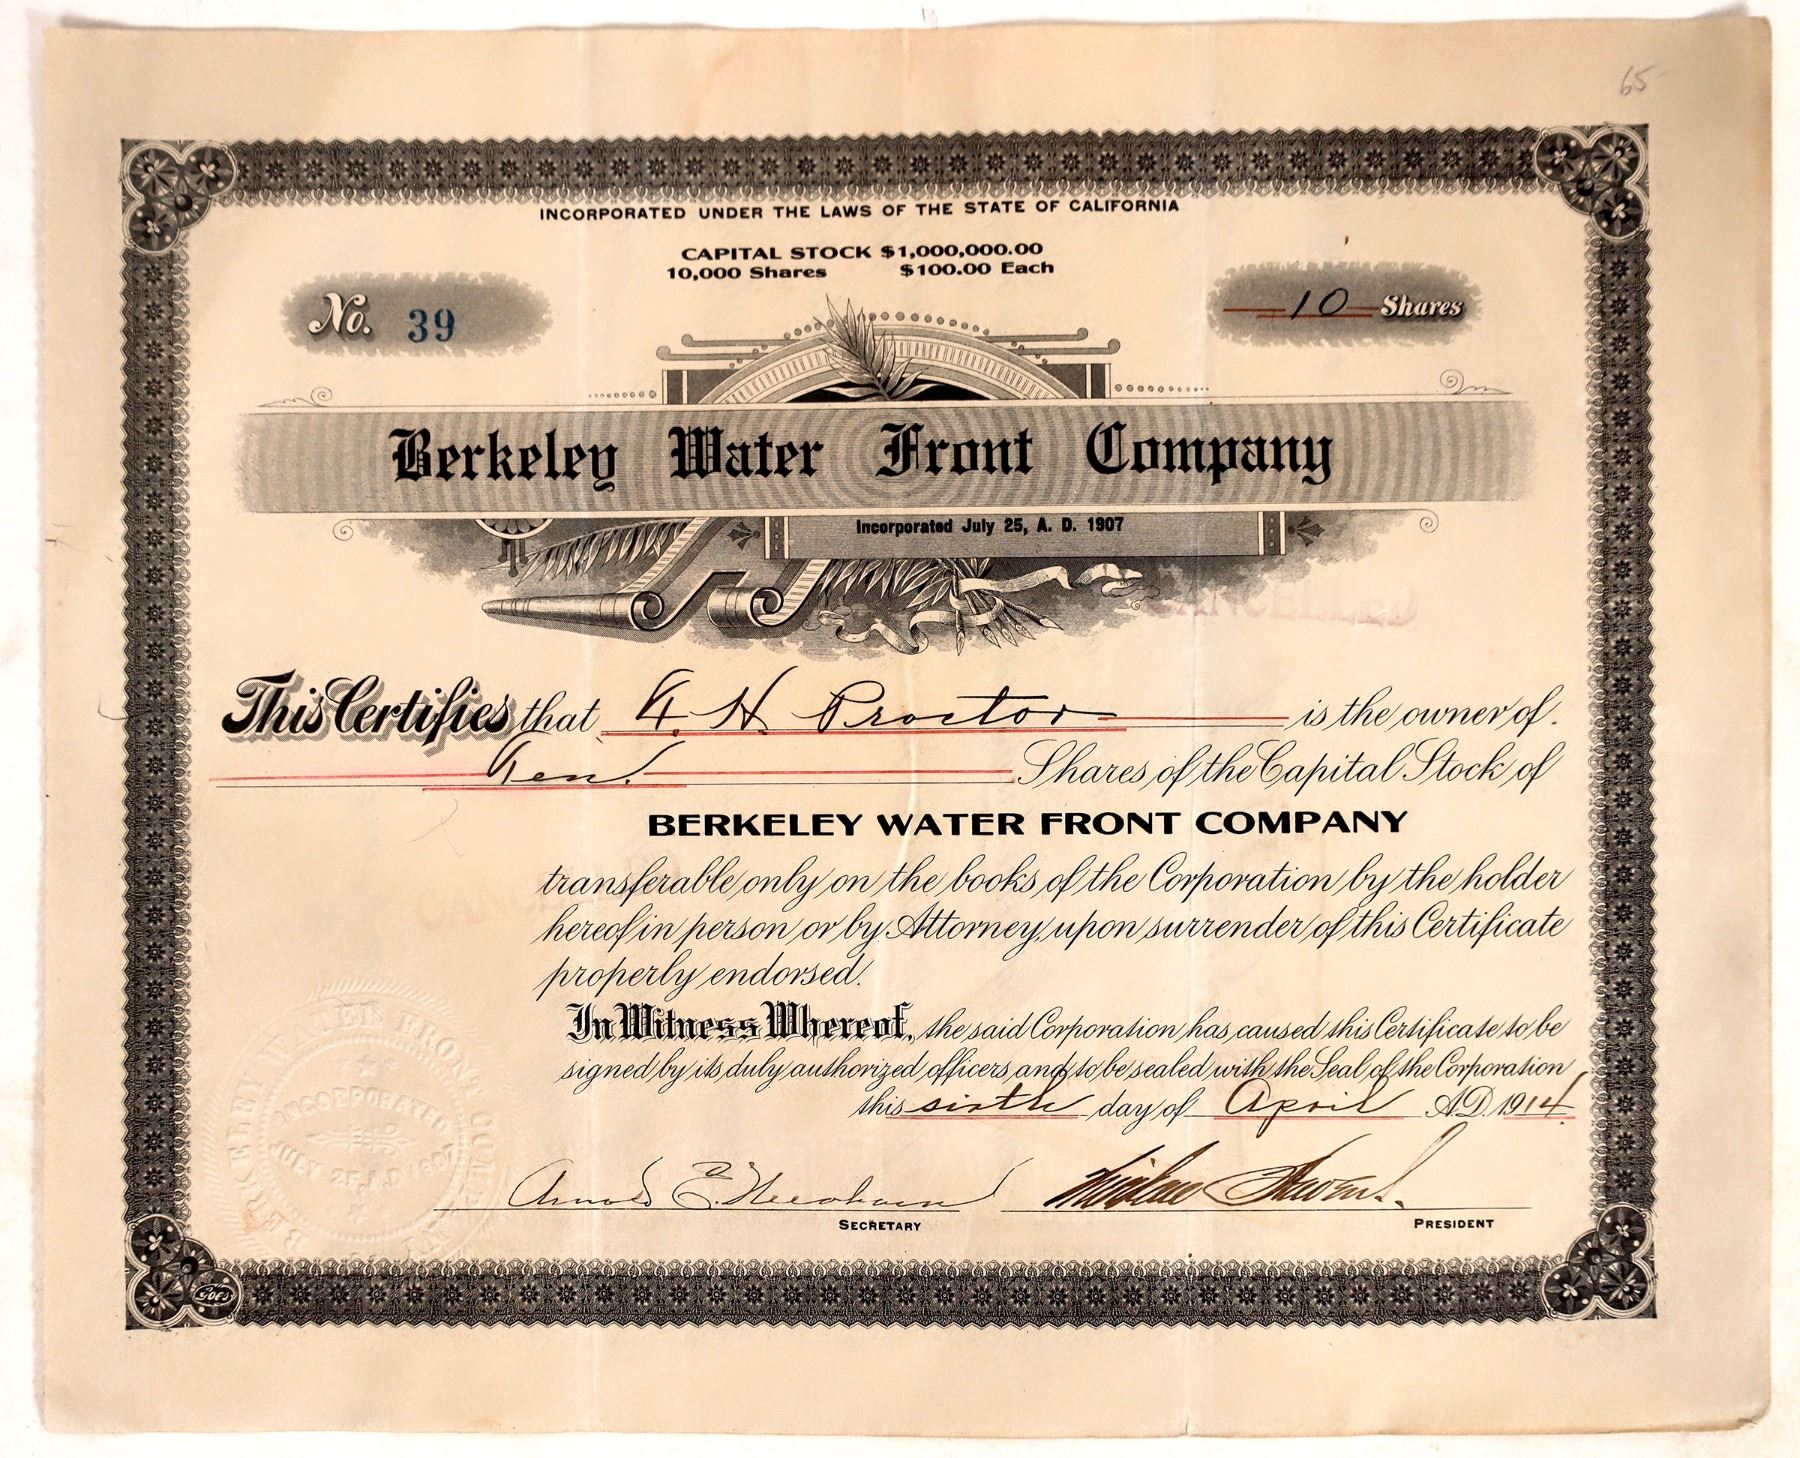 65
INCORPORATED UNDER THE LAWS OF THE STATE OF CALIFORNIA
CAPITAL STOCK $1,000,000.00
10,000 Shares $100.00 Each
No. 39
10 Shares
Berkeley Water Front Company
Incorporated July 25, A. D. 1907
CANCELLED
This Certifies that H. Proctor is the owner of
Ten Shares of the Capital Stock of
BERKELEY WATER FRONT COMPANY
transferable only on the books of the Corporation by the holder
hereof in person or by Attorney, upon surrender of this Certificate
properly endorsed.
In Witness Whereof, the said Corporation has caused this Certificate to be
signed by its duly authorized officers and to be sealed with the Seal of the Corporation
this sixth day of April A.D. 1914
BERKELEY WATER FRONT COMPANY
INCORPORATED
JULY 25, A.D. 1907
Arnold E. Needham
SECRETARY
Wallace Stevens
PRESIDENT
Goes